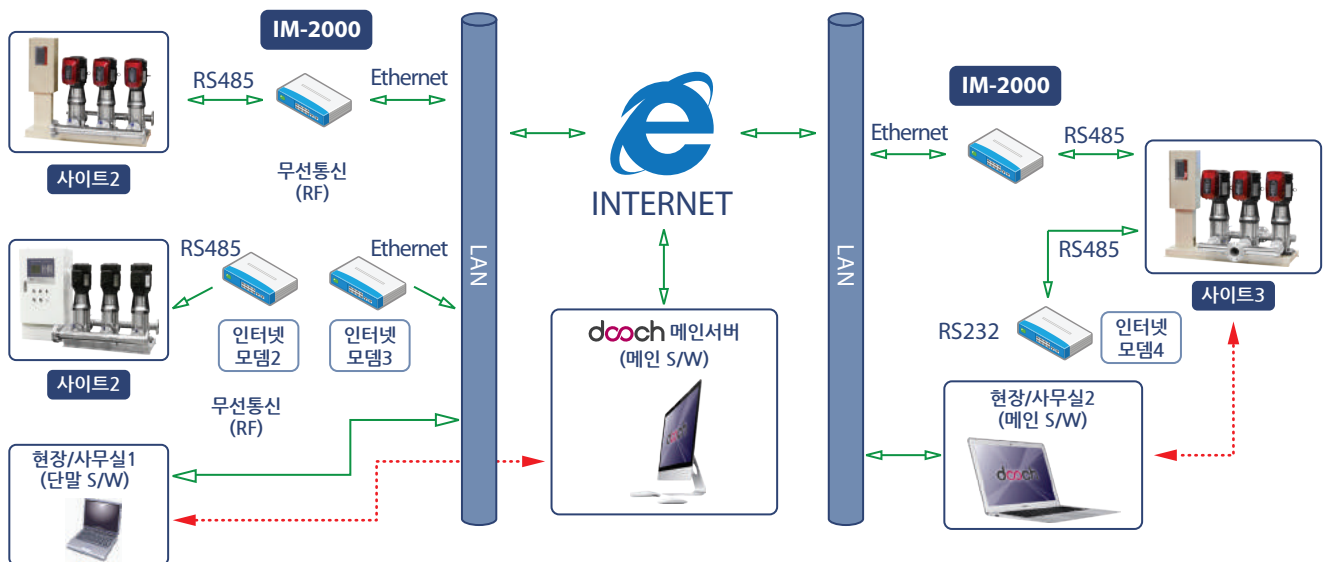 IM-2000
RS485
Ethernet
사이트2
무선통신
(RF)
RS485
Ethernet
인터넷
모뎀2
인터넷
모뎀3
사이트2
무선통신
(RF)
현장/사무실1
(단말 S/W)
LAN
INTERNET
dooch 메인서버
(메인 S/W)
dooch
LAN
IM-2000
Ethernet
RS485
RS485
사이트3
RS232
인터넷
모뎀4
현장/사무실2
(메인 S/W)
dooch